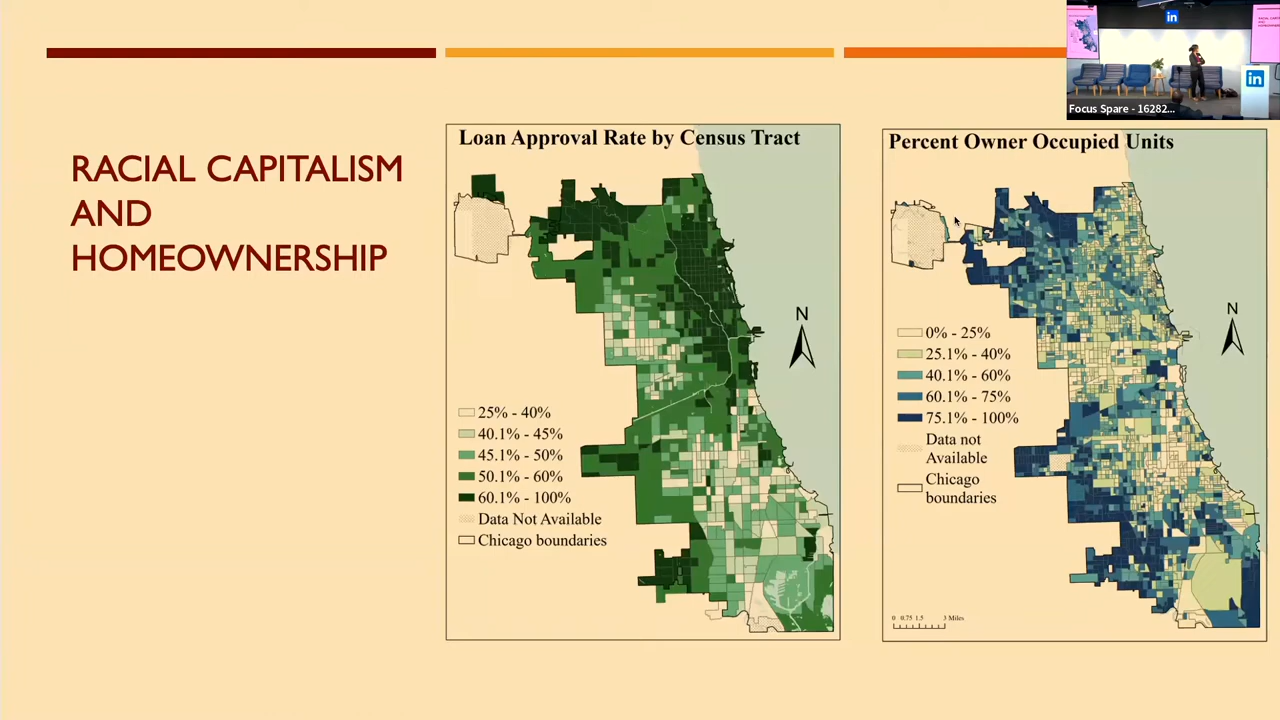 RACIAL CAPITALISM
AND
HOMEOWNERSHIP
Loan Approval Rate by Census Tract
N
25% - 40%
40.1% - 45%
45.1% - 50%
50.1% - 60%
60.1% - 100%
Data Not Available
Chicago boundaries
Percent Owner Occupied Units
N
0% - 25%
25.1% - 40%
40.1% - 60%
60.1% - 75%
75.1% - 100%
Data not
Available
Chicago
boundaries
0 0.75 1.5 3 Miles
in
in
Focus Spare - 16282...